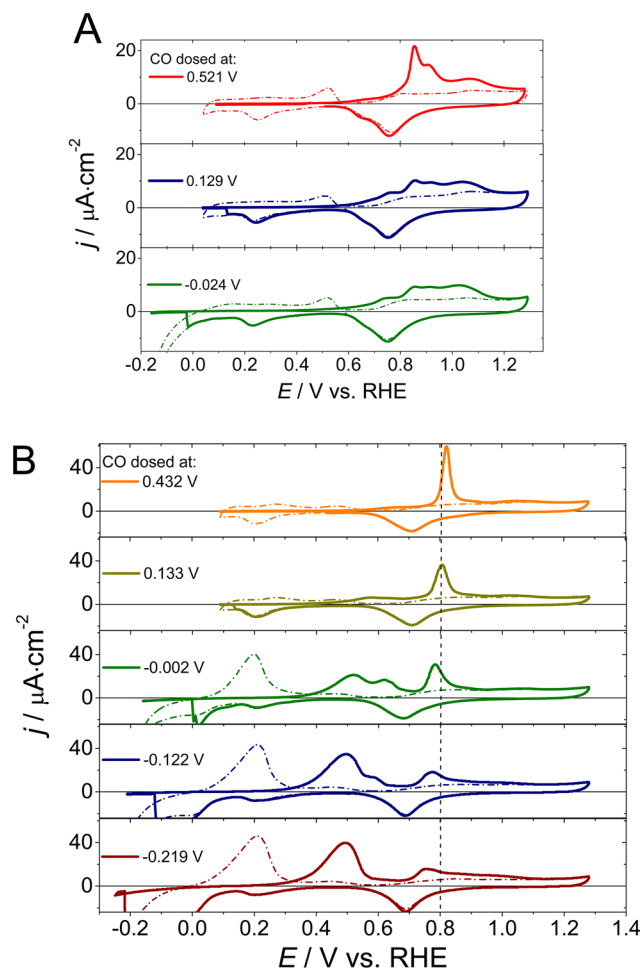 A
CO dosed at:
0.521 V
20
0
0.129 V
20
0
-0.024 V
20
0
j / μA·cm-2
-0.2 0.0 0.2 0.4 0.6 0.8 1.0 1.2
E / V vs. RHE
B
CO dosed at:
0.432 V
40
0
0.133 V
40
0
-0.002 V
40
0
-0.122 V
40
0
-0.219 V
40
0
j / μA·cm-2
-0.2 0.0 0.2 0.4 0.6 0.8 1.0 1.2 1.4
E / V vs. RHE